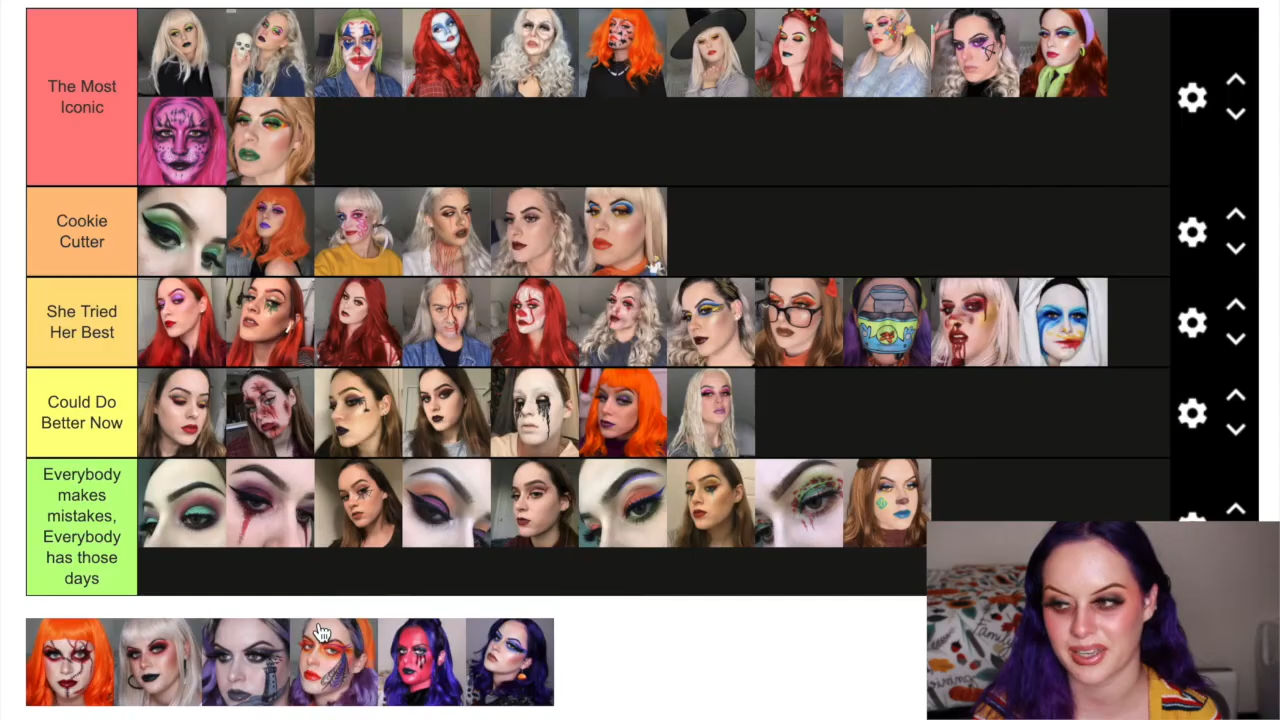 The Most
Iconic
Cookie
Cutter
She Tried
Her Best
Could Do
Better Now
Everybody
makes
mistakes,
Everybody
has those
days
Family